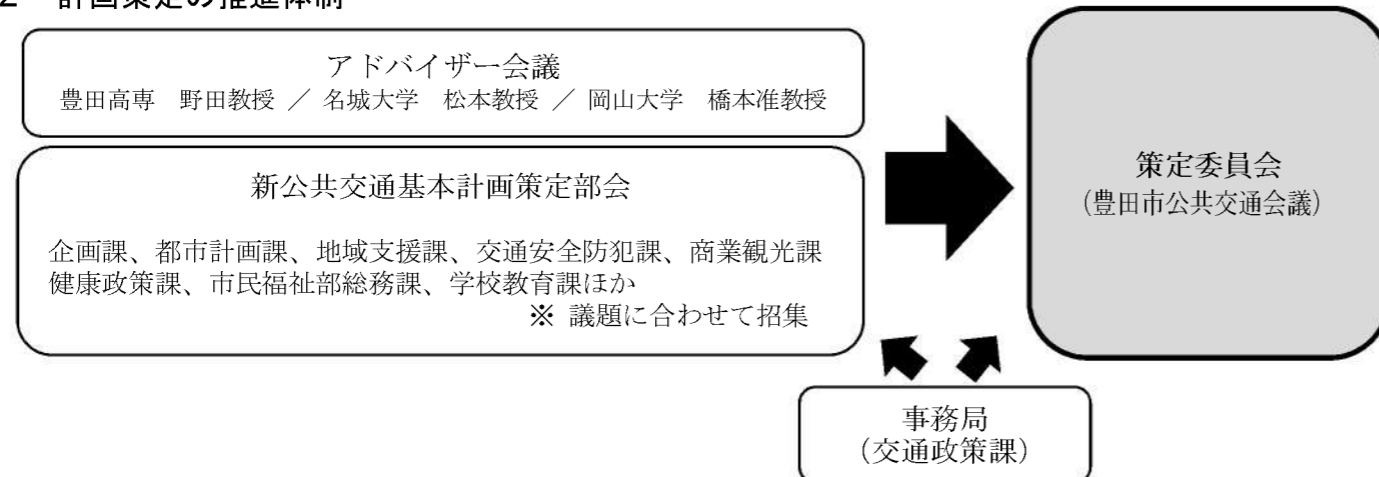 2 計画策定の推進体制
アドバイザー会議
豊田高専 野田教授 / 名城大学 松本教授 / 岡山大学 橋本准教授
新公共交通基本計画策定部会
企画課、都市計画課、地域支援課、交通安全防犯課、商業観光課
健康政策課、市民福祉部総務課、学校教育課ほか
※ 議題に合わせて招集
策定委員会
(豊田市公共交通会議)
事務局
(交通政策課)